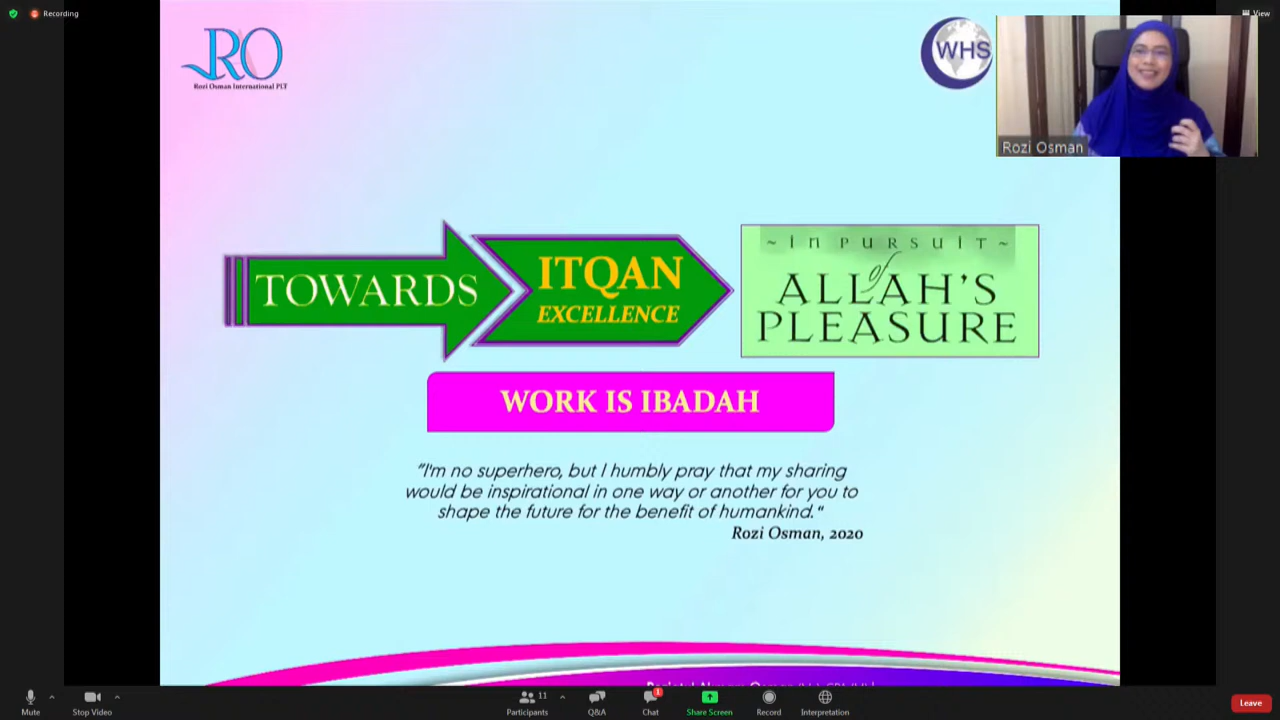 Recording
View
RO
Rozi Osman International PLT
WHS
Rozi Osman
TOWARDS
ITQAN
EXCELLENCE
~ In PURSUIT ~
of
ALLAH'S
PLEASURE
WORK IS IBADAH
"I'm no superhero, but I humbly pray that my sharing
would be inspirational in one way or another for you to
shape the future for the benefit of humankind."
Rozi Osman, 2020
Mute
Stop Video
11
Participants
Q&A
1
Chat
Share Screen
Record
Interpretation
Leave